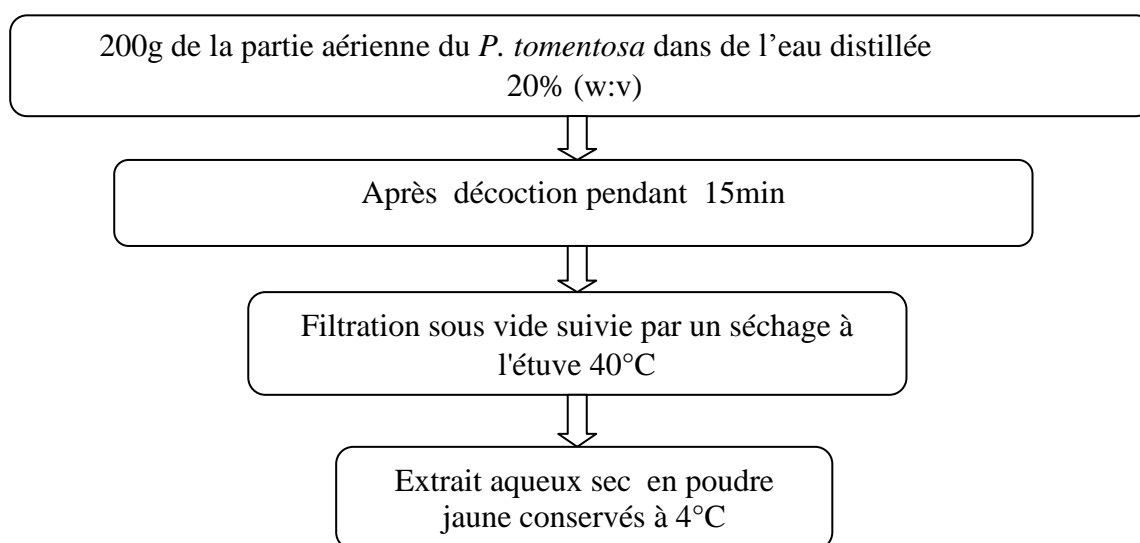 200g de la partie aérienne du P. tomentosa dans de l’eau distillée
20% (w:v)
Après décoction pendant 15min
Filtration sous vide suivie par un séchage à
l'étuve 40°C
Extrait aqueux sec en poudre
jaune conservés à 4°C